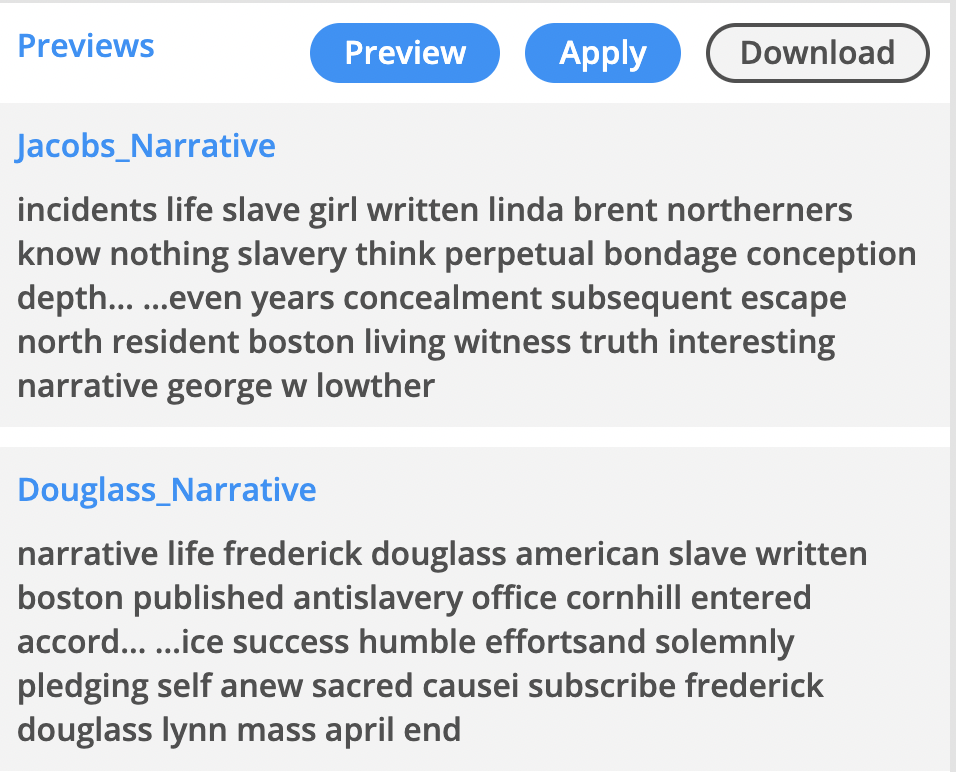 Previews Preview Apply Download
Jacobs_Narrative
incidents life slave girl written linda brent northerners
know nothing slavery think perpetual bondage conception
depth... ...even years concealment subsequent escape
north resident boston living witness truth interesting
narrative george w lowther
Douglass_Narrative
narrative life frederick douglass american slave written
boston published antislavery office cornhill entered
accord... ...ice success humble effortsand solemnly
pledging self anew sacred causei subscribe frederick
douglass lynn mass april end